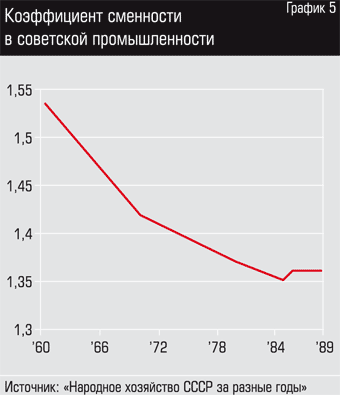 График 5
Коэффициент сменности
в советской промышленности
1,55
1,5
1,45
1,4
1,35
1,3
'60 '66 '72 '78 '84 '89
Источник: «Народное хозяйство СССР за разные годы»